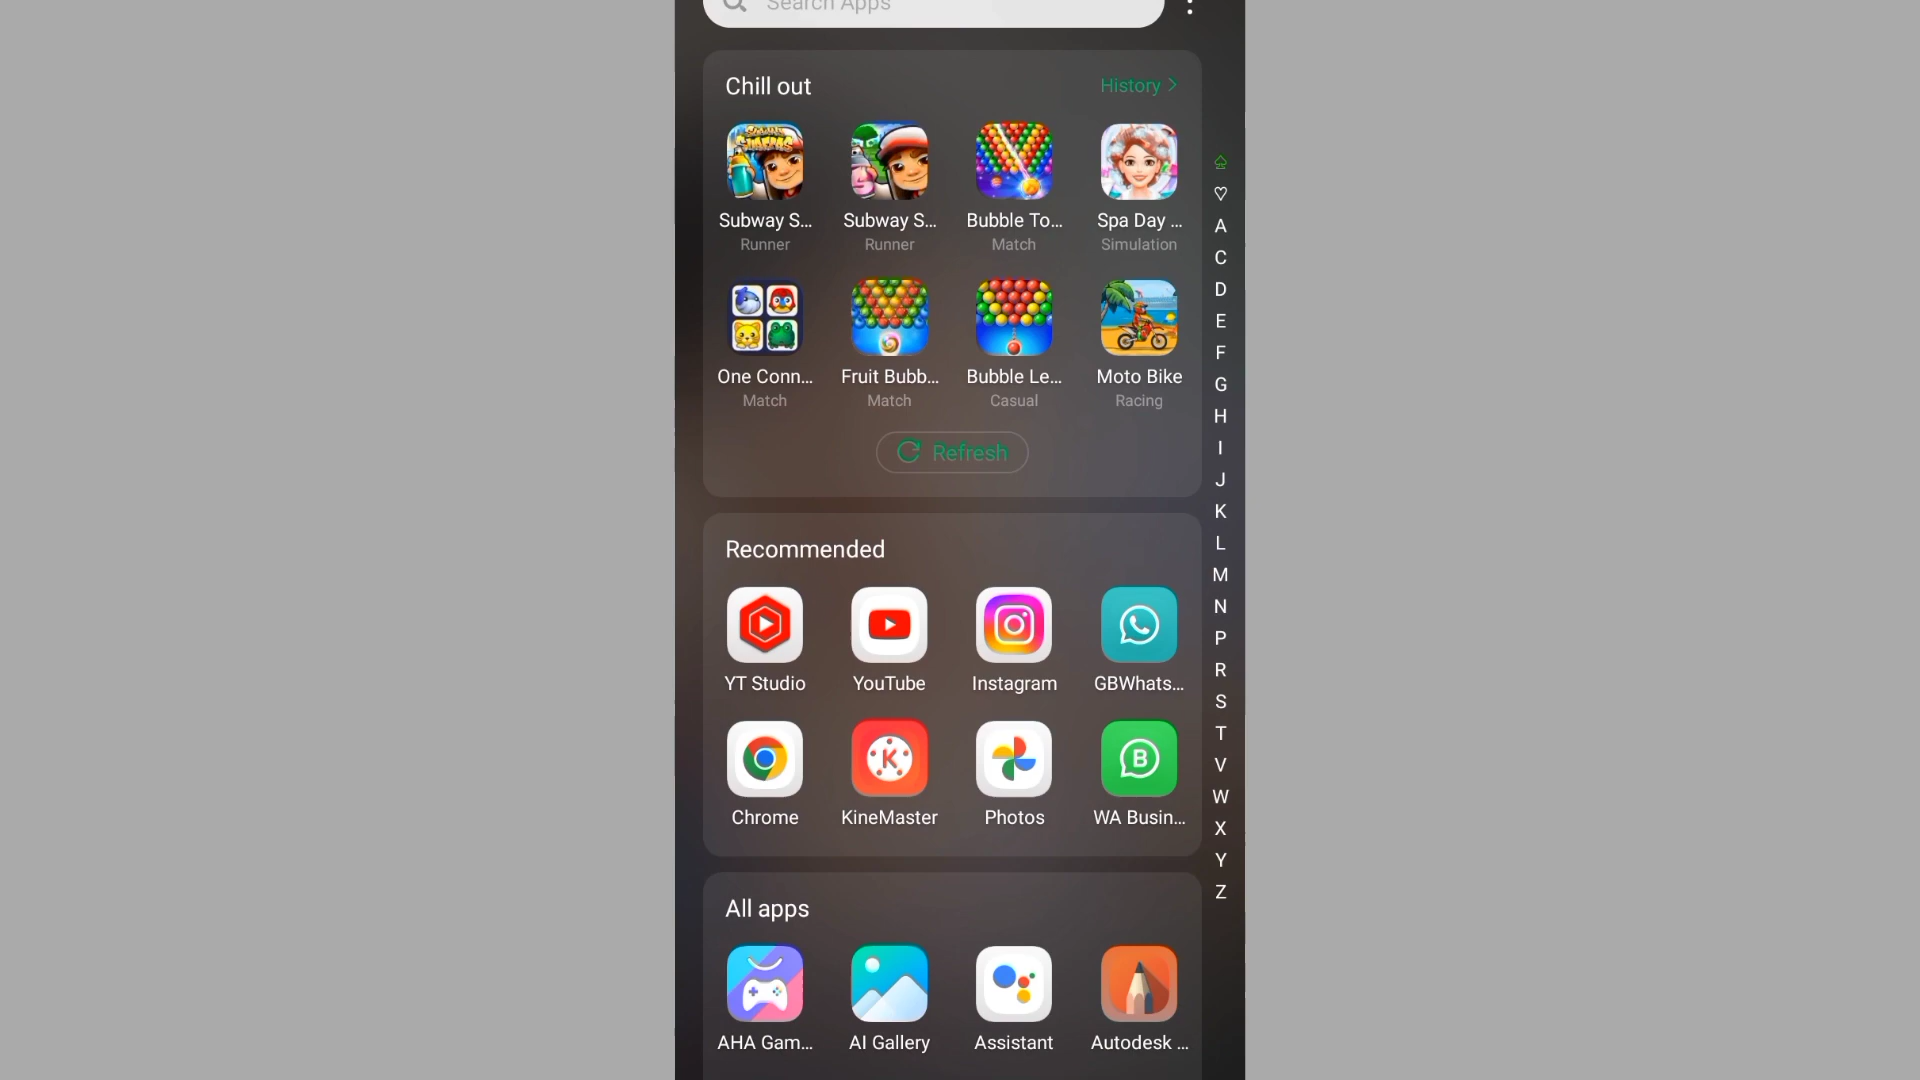 Search Apps
Chill out
History >
Subway S... Subway S... Bubble To... Spa Day ...
Runner Runner Match Simulation
One Conn... Fruit Bubb... Bubble Le... Moto Bike
Match Match Casual Racing
Refresh
Recommended
YT Studio YouTube Instagram GBWhats...
Chrome KineMaster Photos WA Busin...
All apps
AHA Gam... AI Gallery Assistant Autodesk ...
A
C
D
E
F
G
H
I
J
K
L
M
N
P
R
S
T
V
W
X
Y
Z